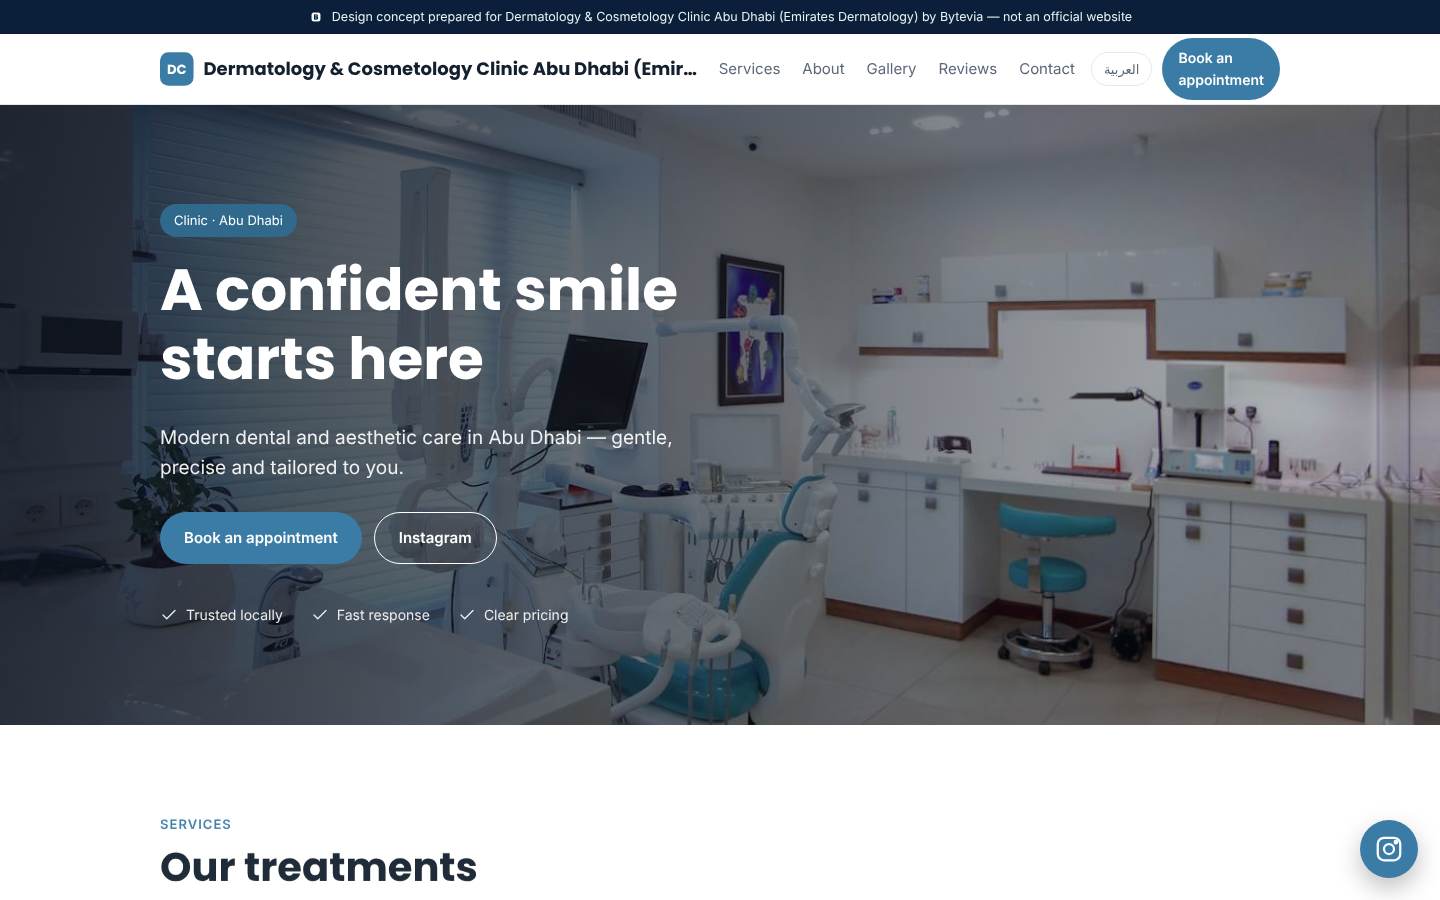 Design concept prepared for Dermatology & Cosmetology Clinic Abu Dhabi (Emirates Dermatology) by Bytevia — not an official website
DC
Dermatology & Cosmetology Clinic Abu Dhabi (Emir...
Services
About
Gallery
Reviews
Contact
العربية
Book an
appointment
Clinic · Abu Dhabi
A confident smile
starts here
Modern dental and aesthetic care in Abu Dhabi — gentle,
precise and tailored to you.
Book an appointment
Instagram
Trusted locally
Fast response
Clear pricing
SERVICES
Our treatments